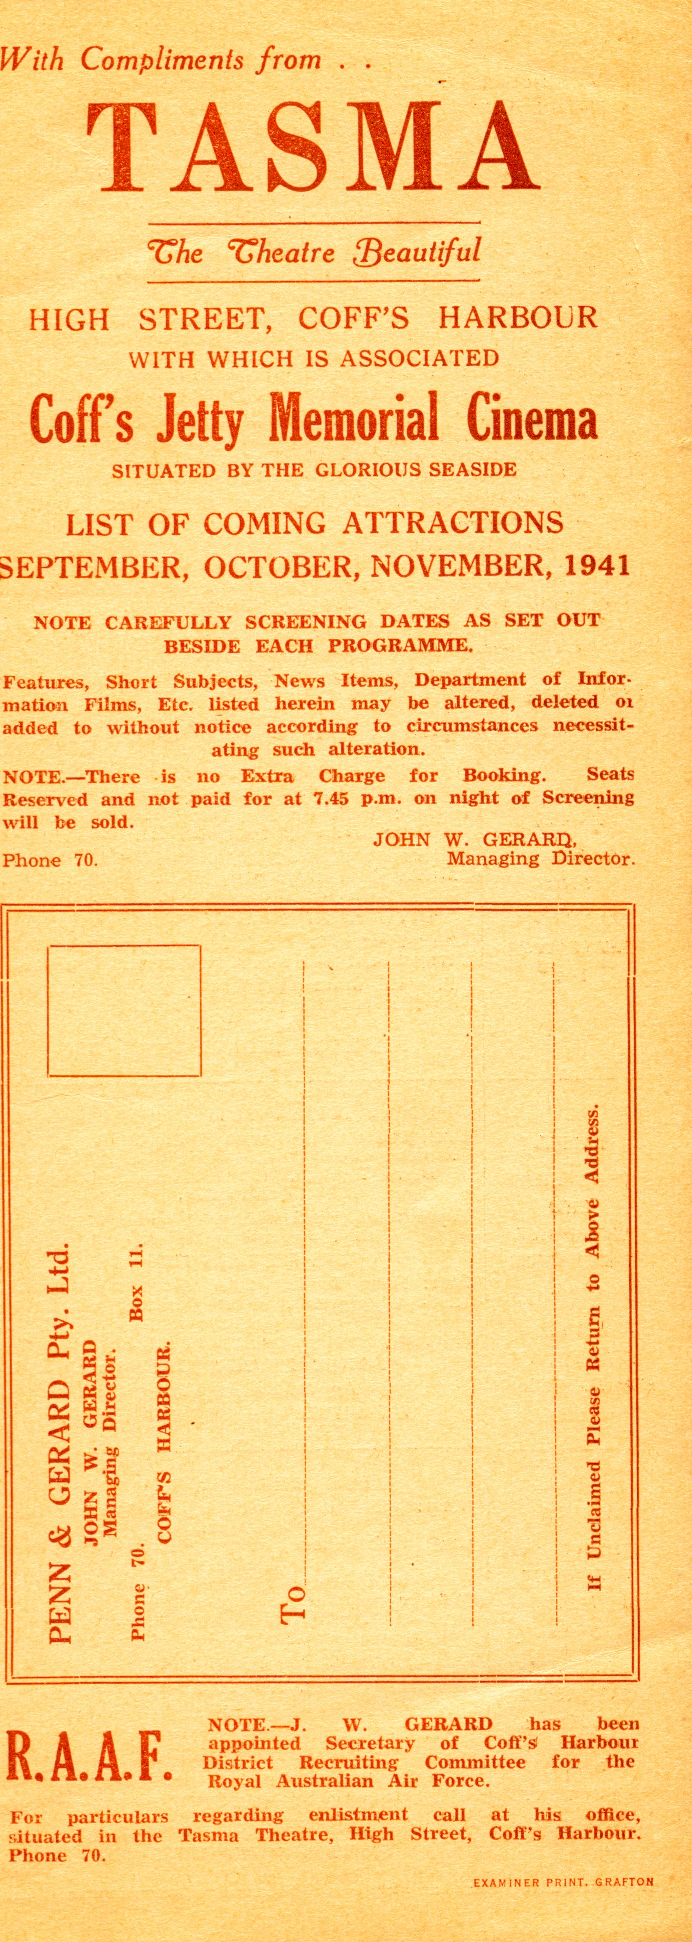 With Compliments from . .
TASMA
The Theatre Beautiful
HIGH STREET, COFF'S HARBOUR
WITH WHICH IS ASSOCIATED
Coff's Jetty Memorial Cinema
SITUATED BY THE GLORIOUS SEASIDE
LIST OF COMING ATTRACTIONS
SEPTEMBER, OCTOBER, NOVEMBER, 1941
NOTE CAREFULLY SCREENING DATES AS SET OUT
BESIDE EACH PROGRAMME.
Features, Short Subjects, News Items, Department of Infor-
mation Films, Etc. listed herein may be altered, deleted or
added to without notice according to circumstances necessit-
ating such alteration.
NOTE.—There is no Extra Charge for Booking. Seats
Reserved and not paid for at 7.45 p.m. on night of Screening
will be sold.
JOHN W. GERARD,
Phone 70. Managing Director.
PENN & GERARD Pty. Ltd.
JOHN W. GERARD
Managing Director.
Phone 70. Box 11.
COFF'S HARBOUR.
To
If Unclaimed Please Return to Above Address.
R.A.A.F.
NOTE.—J. W. GERARD has been
appointed Secretary of Coff's Harbour
District Recruiting Committee for the
Royal Australian Air Force.
For particulars regarding enlistment call at his office,
situated in the Tasma Theatre, High Street, Coff's Harbour.
Phone 70.
EXAMINER PRINT, GRAFTON